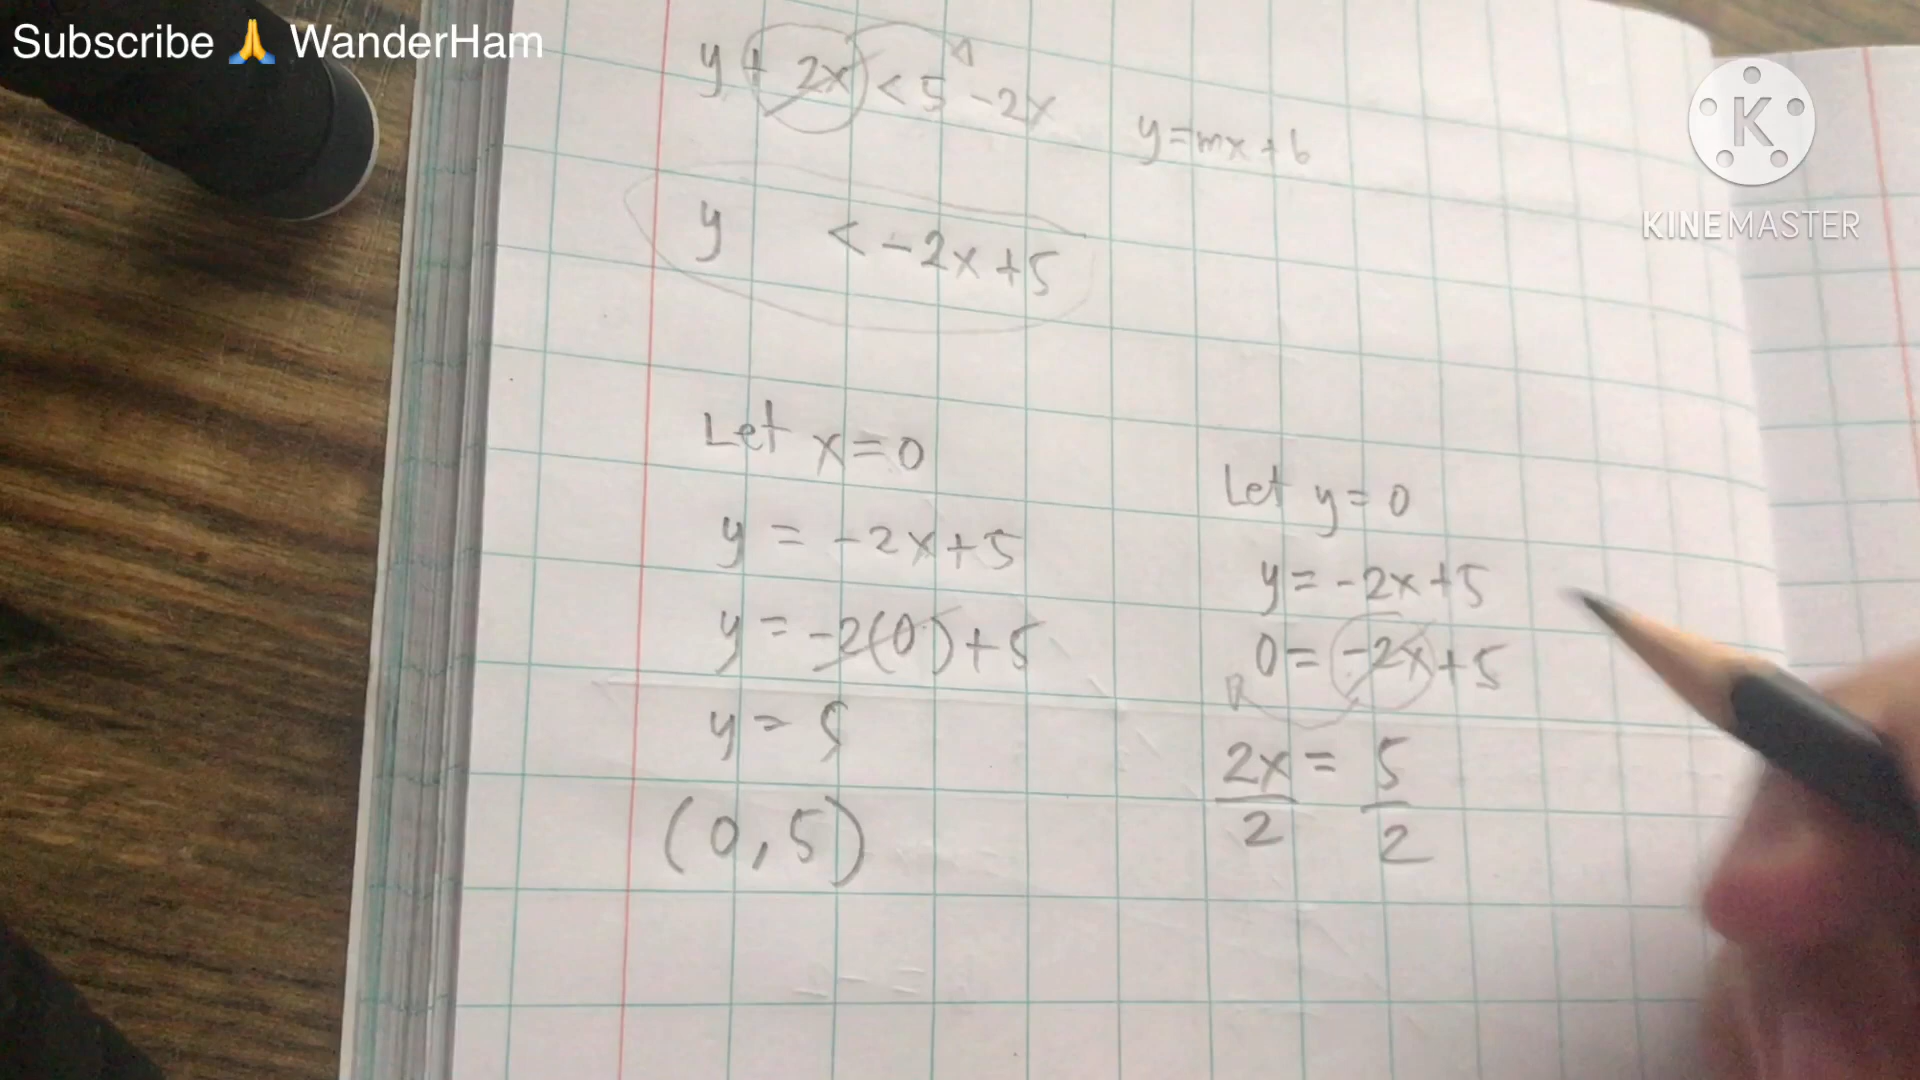 Subscribe 🙏 WanderHam
y + 2x < 5 - 2x
y = mx + b
y < -2x + 5
Let x = 0
y = -2x + 5
y = -2(0) + 5
y = 5
(0, 5)
Let y = 0
y = -2x + 5
0 = -2x + 5
2x = 5
2 2
K
KINEMASTER